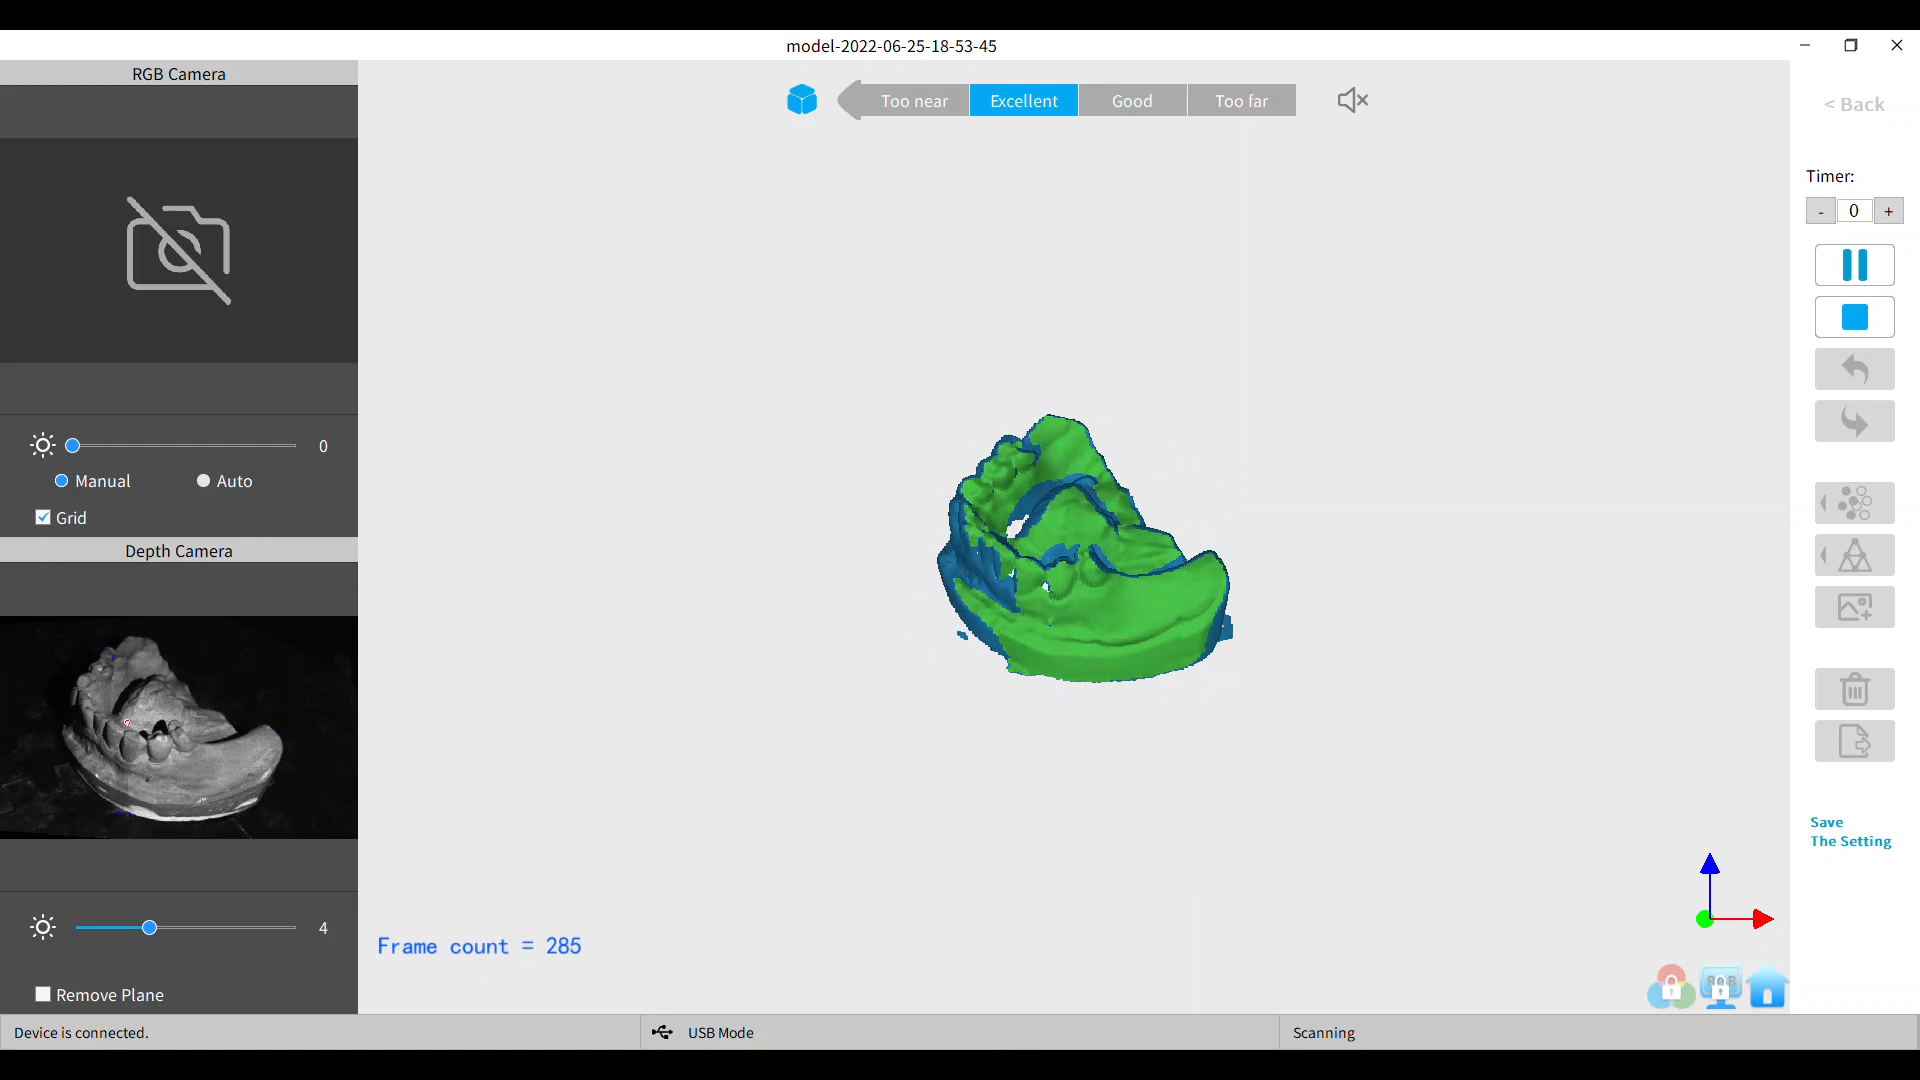 model-2022-06-25-18-53-45
RGB Camera
Too near
Excellent
Good
Too far
< Back
Timer:
- 0 +
0
Manual
Auto
Grid
Depth Camera
Save
The Setting
4
Frame count = 285
Remove Plane
RGB
Device is connected.
USB Mode
Scanning